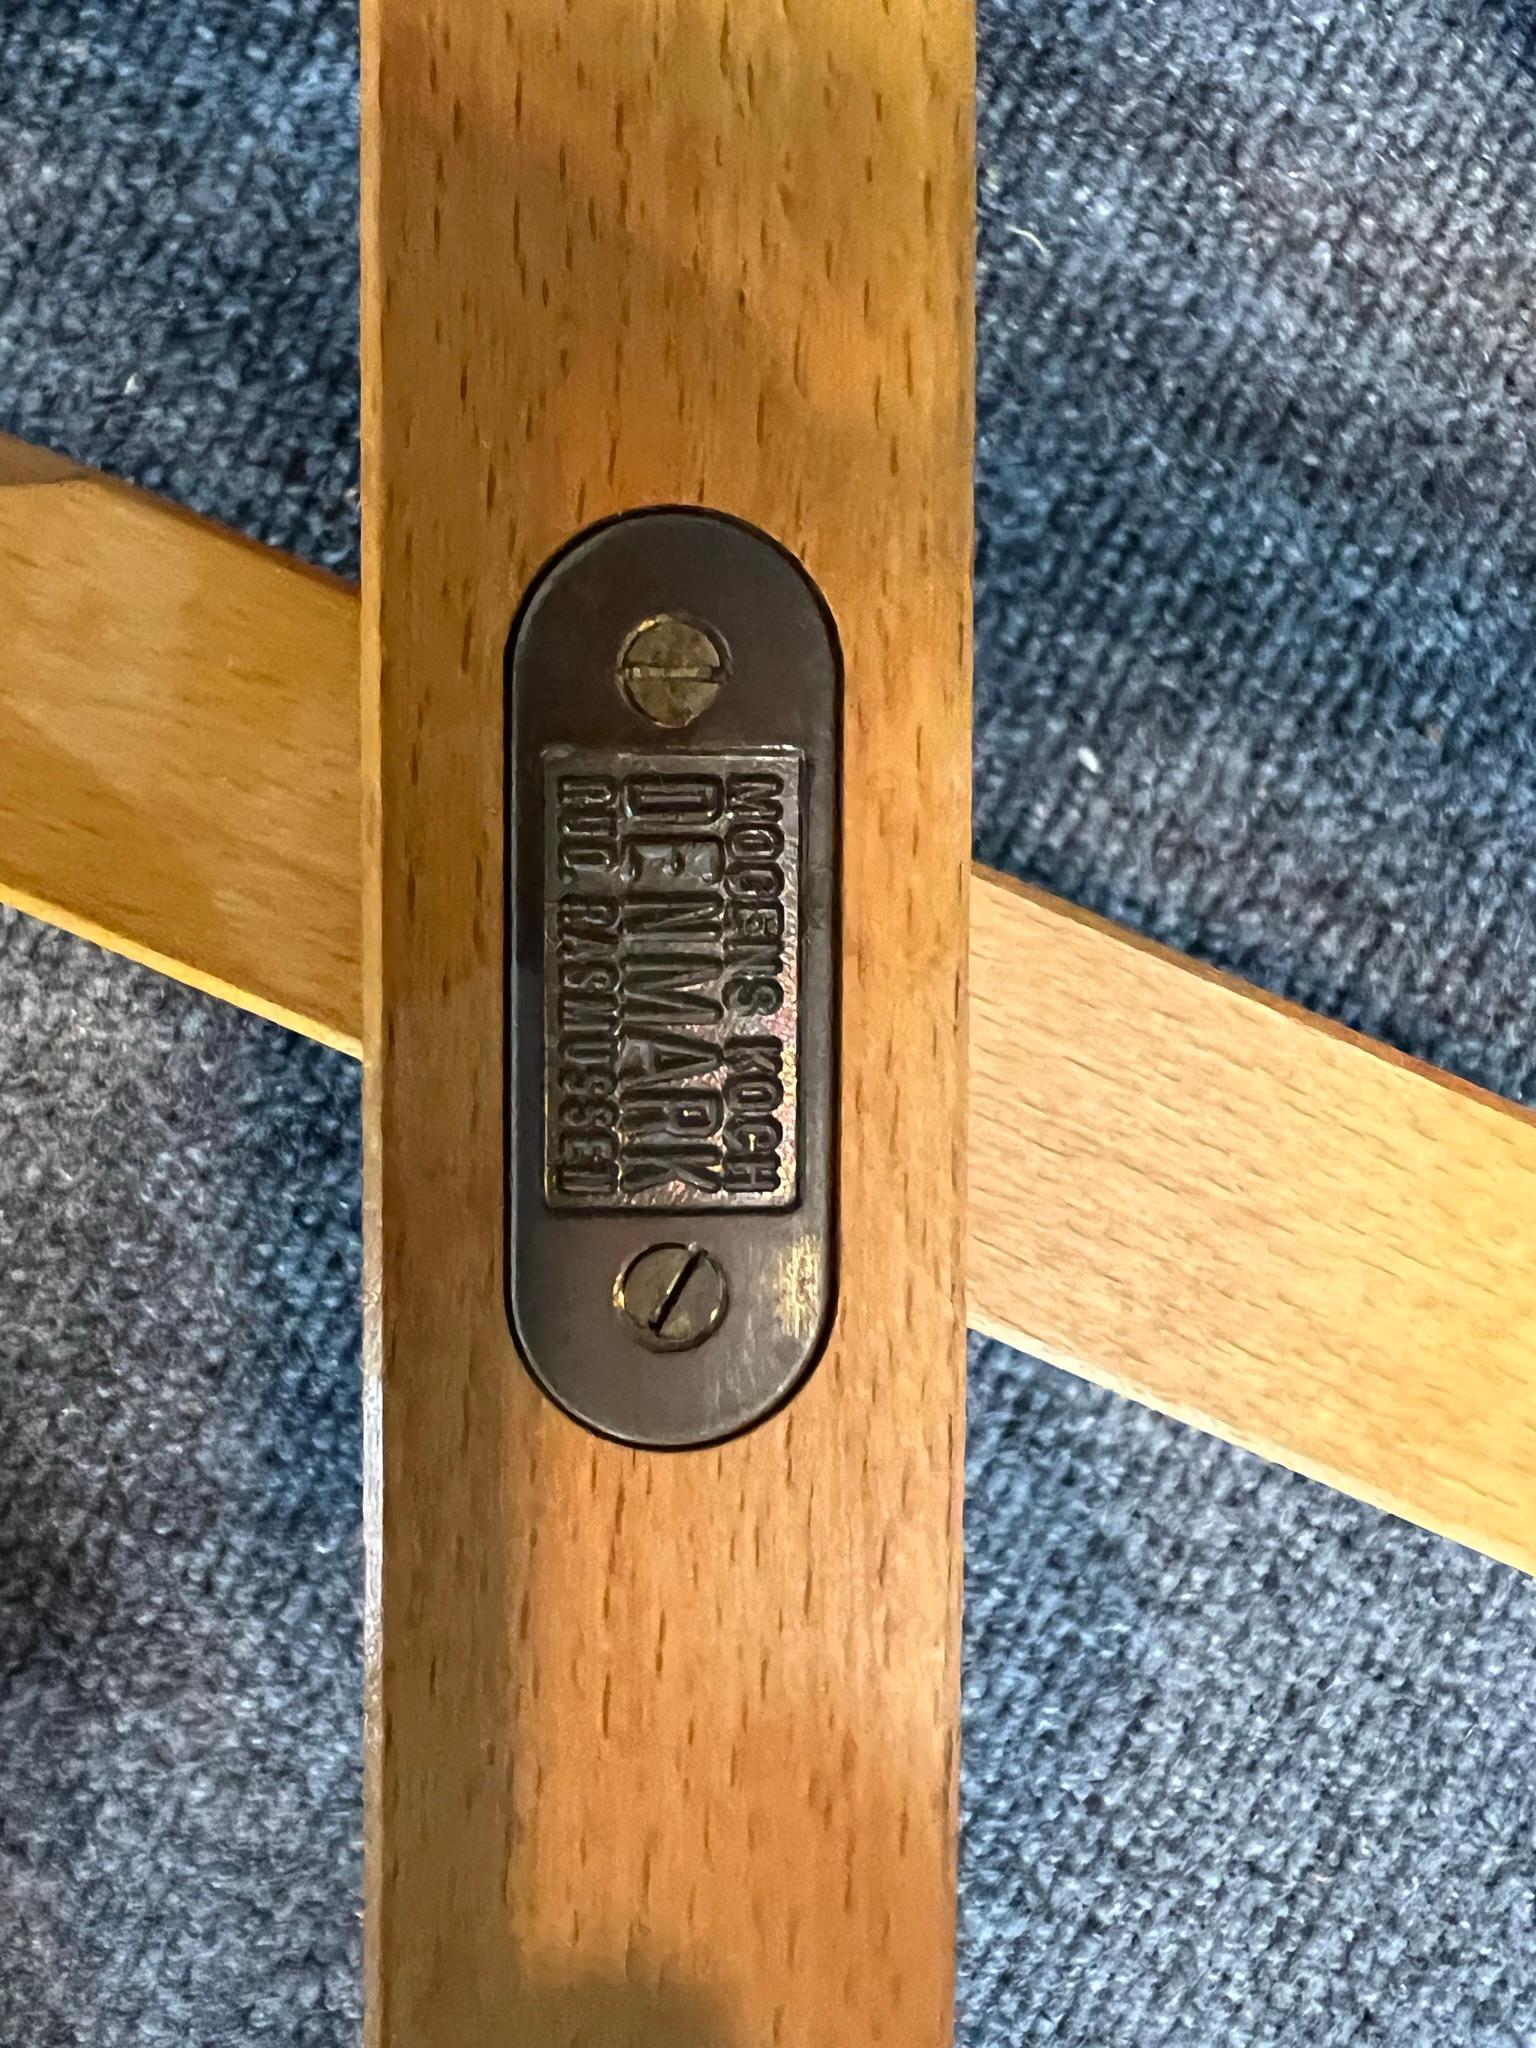 MOGENS KOCH
DENMARK
RUD. RASMUSSEN